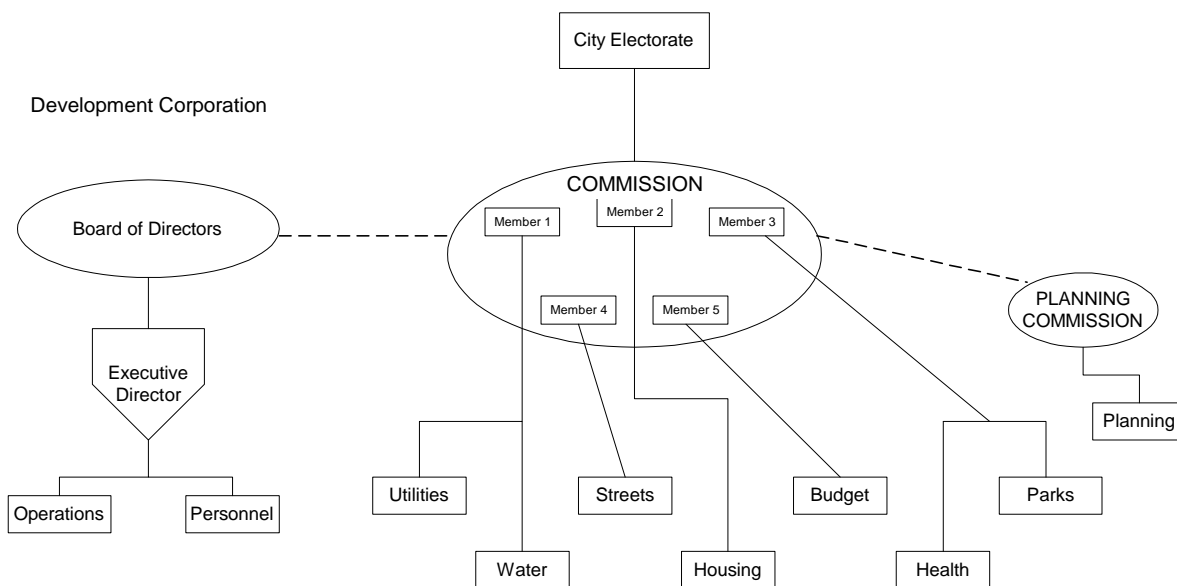 City Electorate
Development Corporation
COMMISSION
Member 1
Member 2
Member 3
Board of Directors
Member 4
Member 5
PLANNING
COMMISSION
Executive
Director
Planning
Utilities
Streets
Budget
Parks
Operations
Personnel
Water
Housing
Health